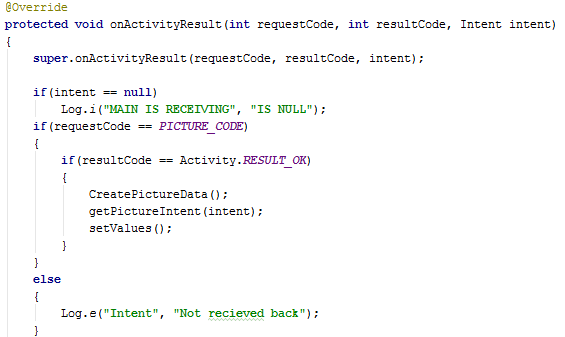 @Override
protected void onActivityResult(int requestCode, int resultCode, Intent intent)
{
super.onActivityResult(requestCode, resultCode, intent);
if(intent == null)
Log.i("MAIN IS RECEIVING", "IS NULL");
if(requestCode == PICTURE_CODE)
{
if(resultCode == Activity.RESULT_OK)
{
CreatePictureData();
getPictureIntent(intent);
setValues();
}
}
else
{
Log.e("Intent", "Not recieved back");
}